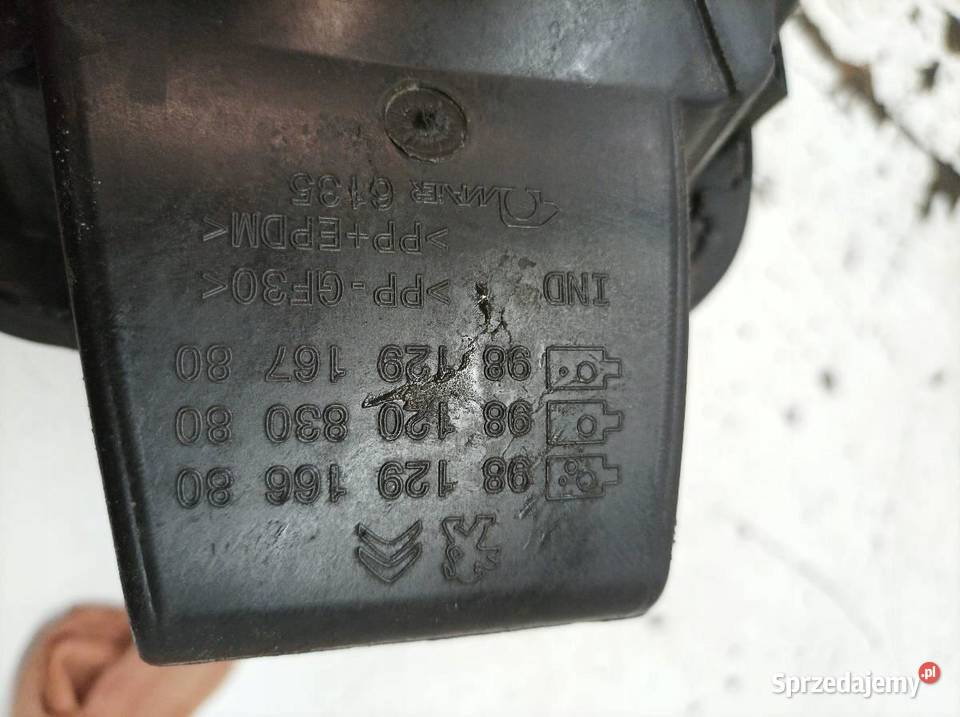 98 129 166 80
98 120 830 80
98 129 167 80
IND >PP-GF30<
>PP+EPDM<
MAIER 6135
Sprzedajemy.pl